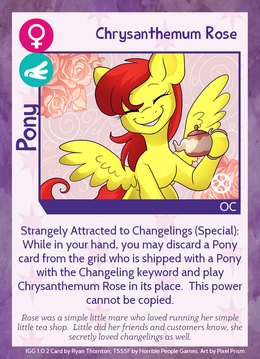 Chrysanthemum Rose
Pony
OC
Strangely Attracted to Changelings (Special):
While in your hand, you may discard a Pony
card from the grid who is shipped with a Pony
with the Changeling keyword and play
Chrysanthemum Rose in its place. This power
cannot be copied.
Rose was a simple mare who loved running her simple
little tea shop. Little did her friends and customers know, she
secretly loved changelings as well.
IGG 1.0.2 Card by Ryan Thornton, TSSSF by Horrible People Games. Art by Pixel Prism.